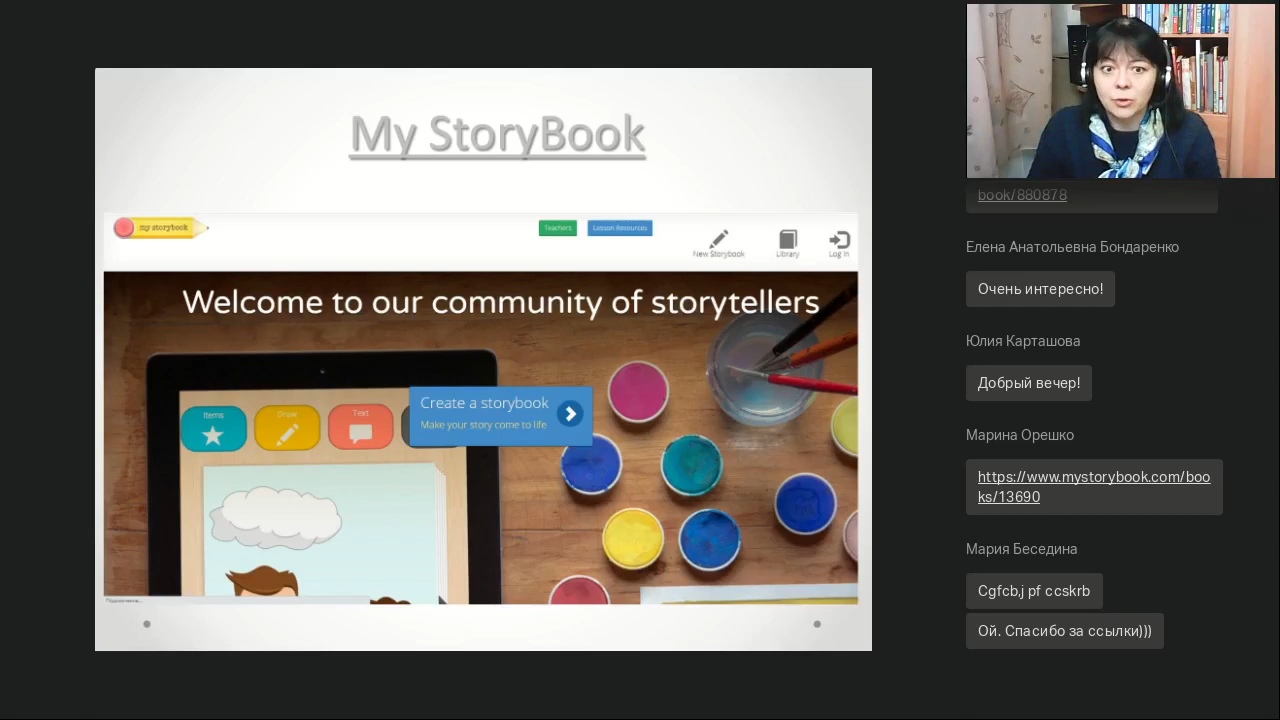 My StoryBook
my storybook
Teachers
Lesson Resources
New Storybook
Library
Log In
Welcome to our community of storytellers
Items
Draw
Text
Create a storybook
Make your story come to life
Подключение...
book/880878
Елена Анатольевна Бондаренко
Очень интересно!
Юлия Карташова
Добрый вечер!
Марина Орешко
https://www.mystorybook.com/boo
ks/13690
Мария Беседина
Cgfcb,j pf ccskrb
Ой. Спасибо за ссылки)))